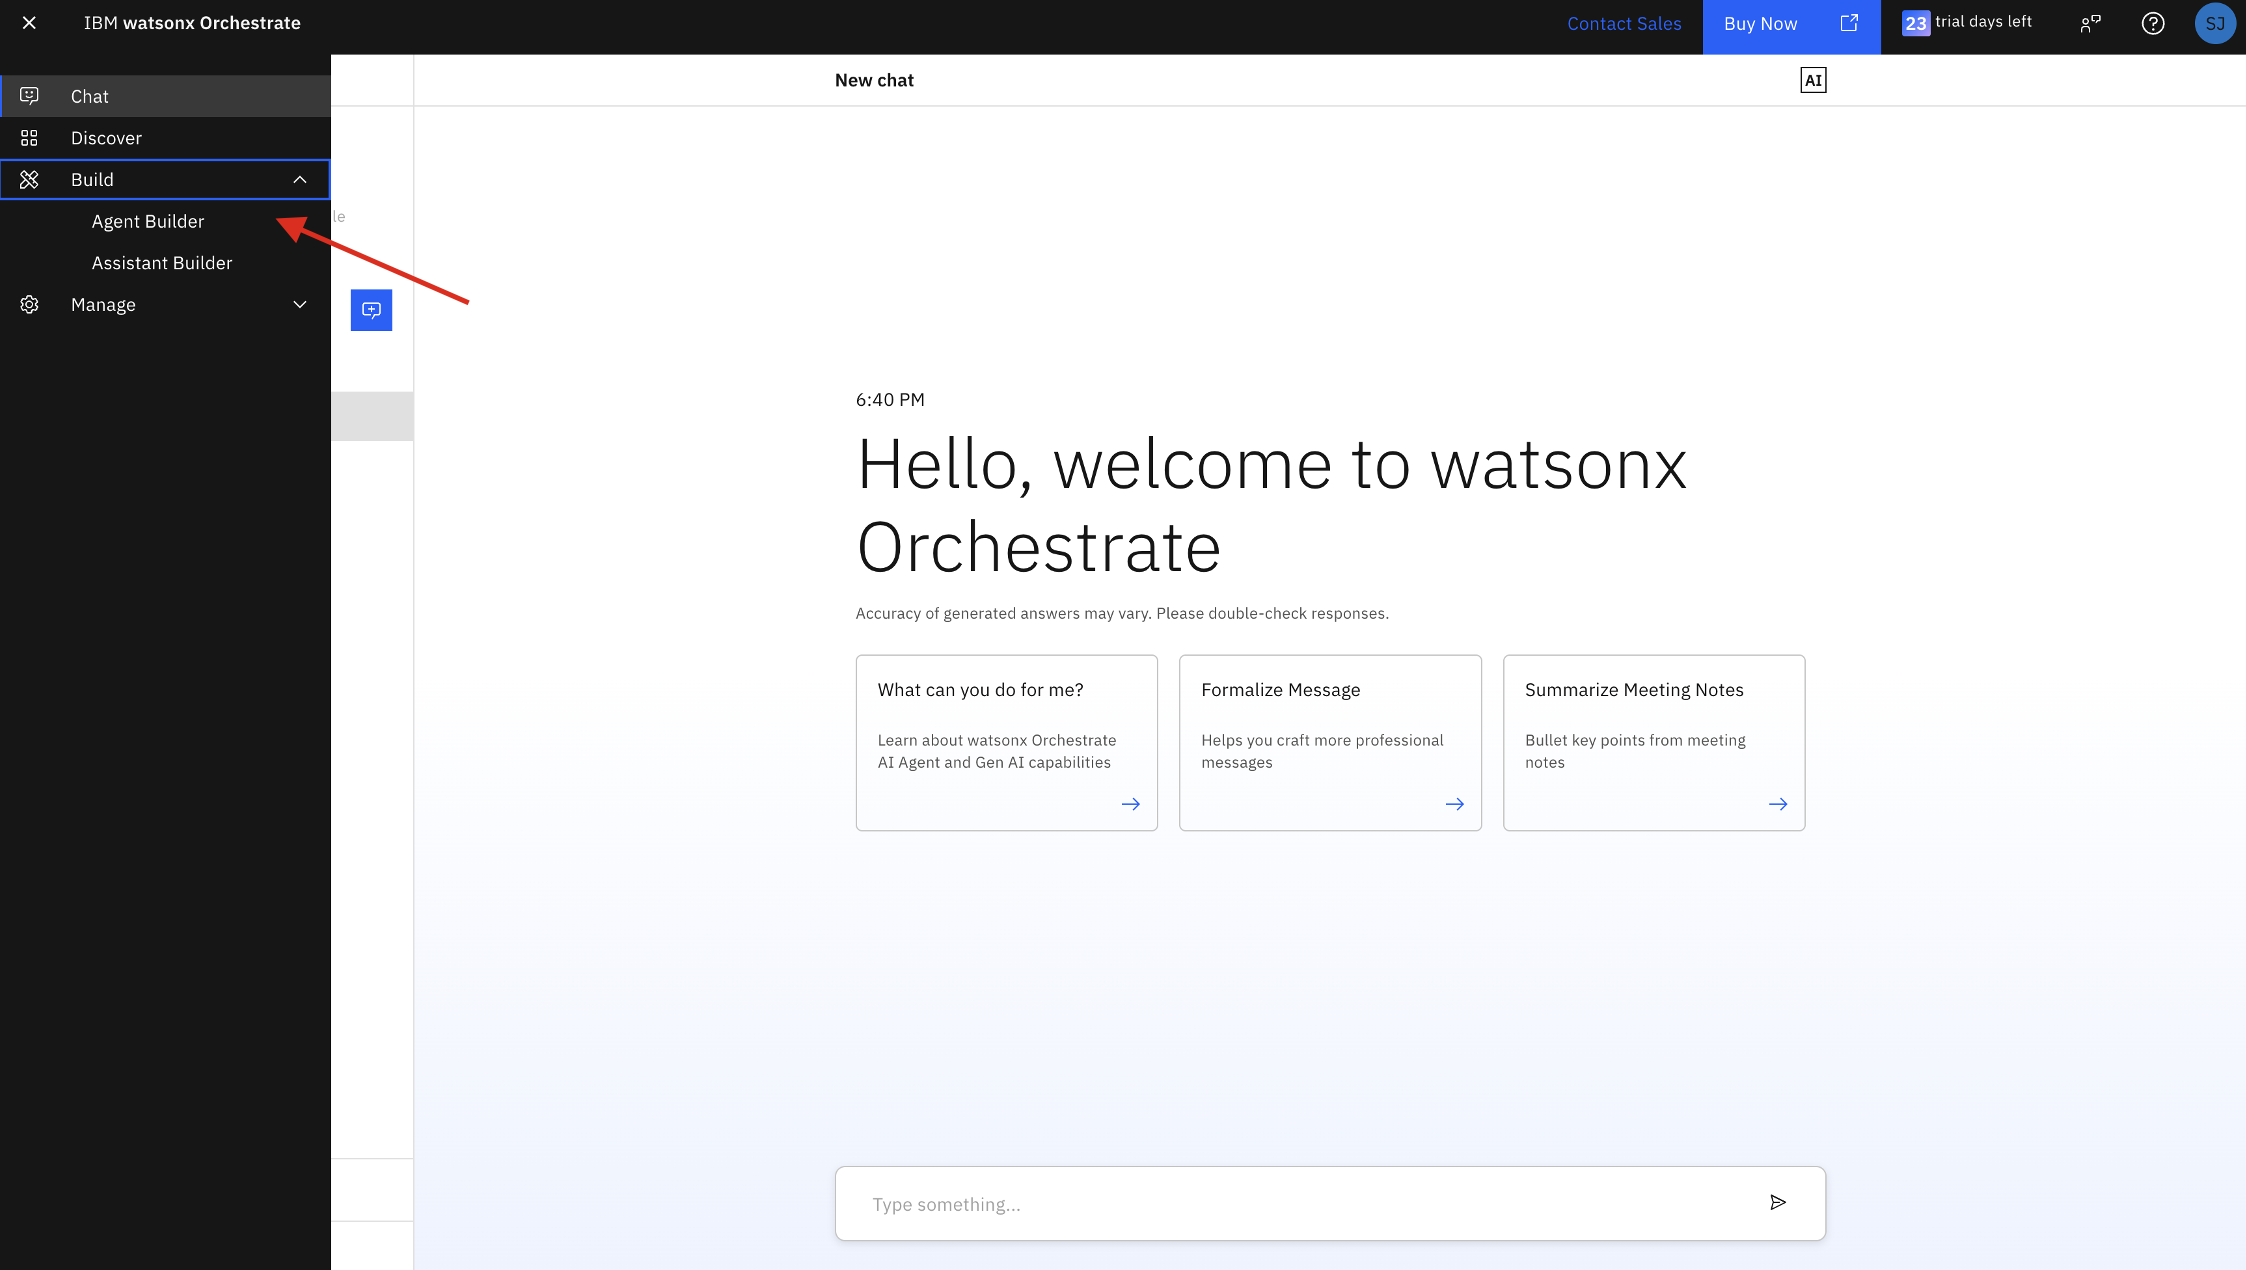 IBM watsonx Orchestrate
Contact Sales
Buy Now
23 trial days left
SJ
Chat
Discover
Build
Agent Builder
Assistant Builder
Manage
le
New chat
AI
6:40 PM
Hello, welcome to watsonx
Orchestrate
Accuracy of generated answers may vary. Please double-check responses.
What can you do for me?
Learn about watsonx Orchestrate
AI Agent and Gen AI capabilities
Formalize Message
Helps you craft more professional
messages
Summarize Meeting Notes
Bullet key points from meeting
notes
Type something...